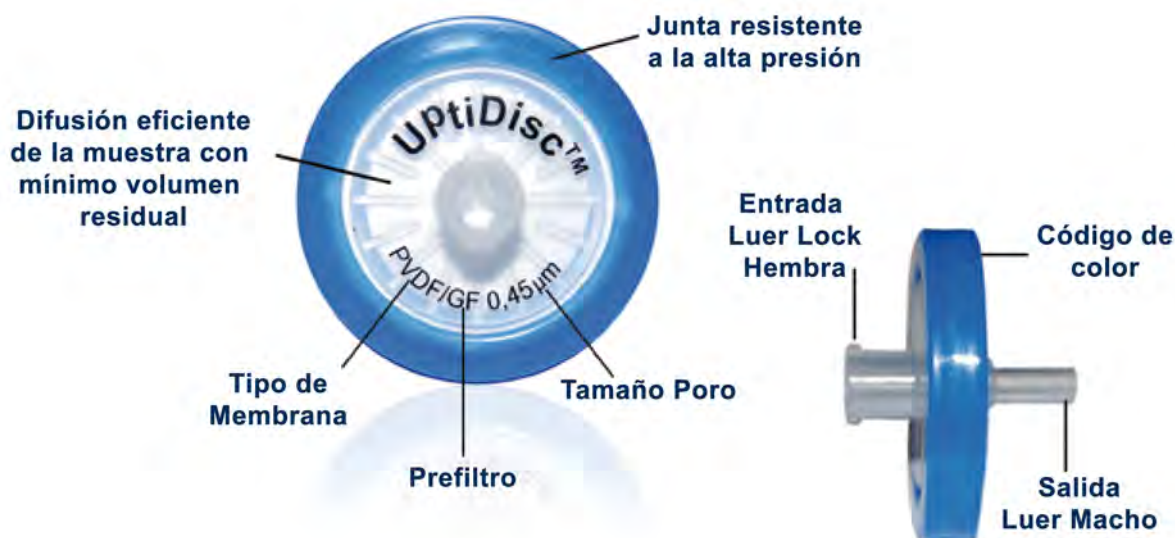 Junta resistente
a la alta presión
Difusión eficiente
de la muestra con
mínimo volumen
residual
UPtiDisc™
PVDF/GF 0,45µm
Tipo de
Membrana
Prefiltro
Tamaño Poro
Entrada
Luer Lock
Hembra
Código de
color
Salida
Luer Macho